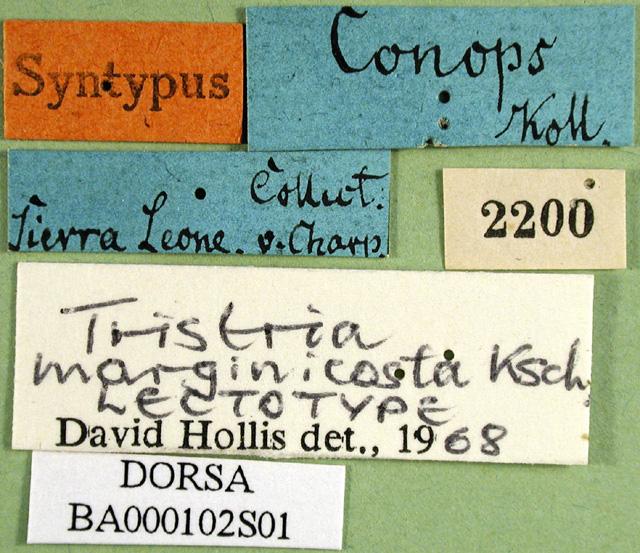 Syntypus
Conops
Koll.
Collect.
Sierra Leone. v. Charp.
2200
Tristria
marginicosta Ksch.
LECTOTYPE
David Hollis det., 1968
DORSA
BA000102S01